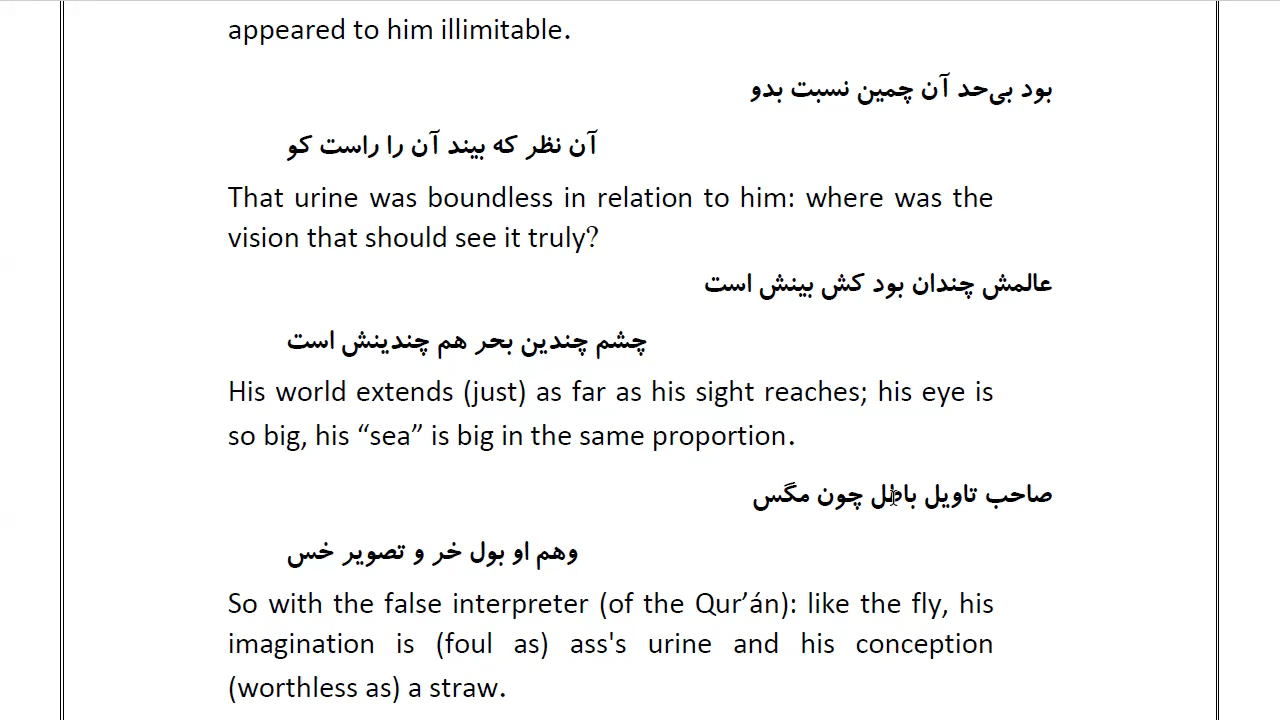 appeared to him illimitable.
بود بی‌حد آن چمین نسبت بدو
آن نظر که بیند آن را راست کو
That urine was boundless in relation to him: where was the
vision that should see it truly?
عالمش چندان بود کش بینش است
چشم چندین بحر هم چندینش است
His world extends (just) as far as his sight reaches; his eye is
so big, his “sea” is big in the same proportion.
صاحب تاویل باطل چون مگس
وهم او بول خر و تصویر خس
So with the false interpreter (of the Qur’án): like the fly, his
imagination is (foul as) ass's urine and his conception
(worthless as) a straw.